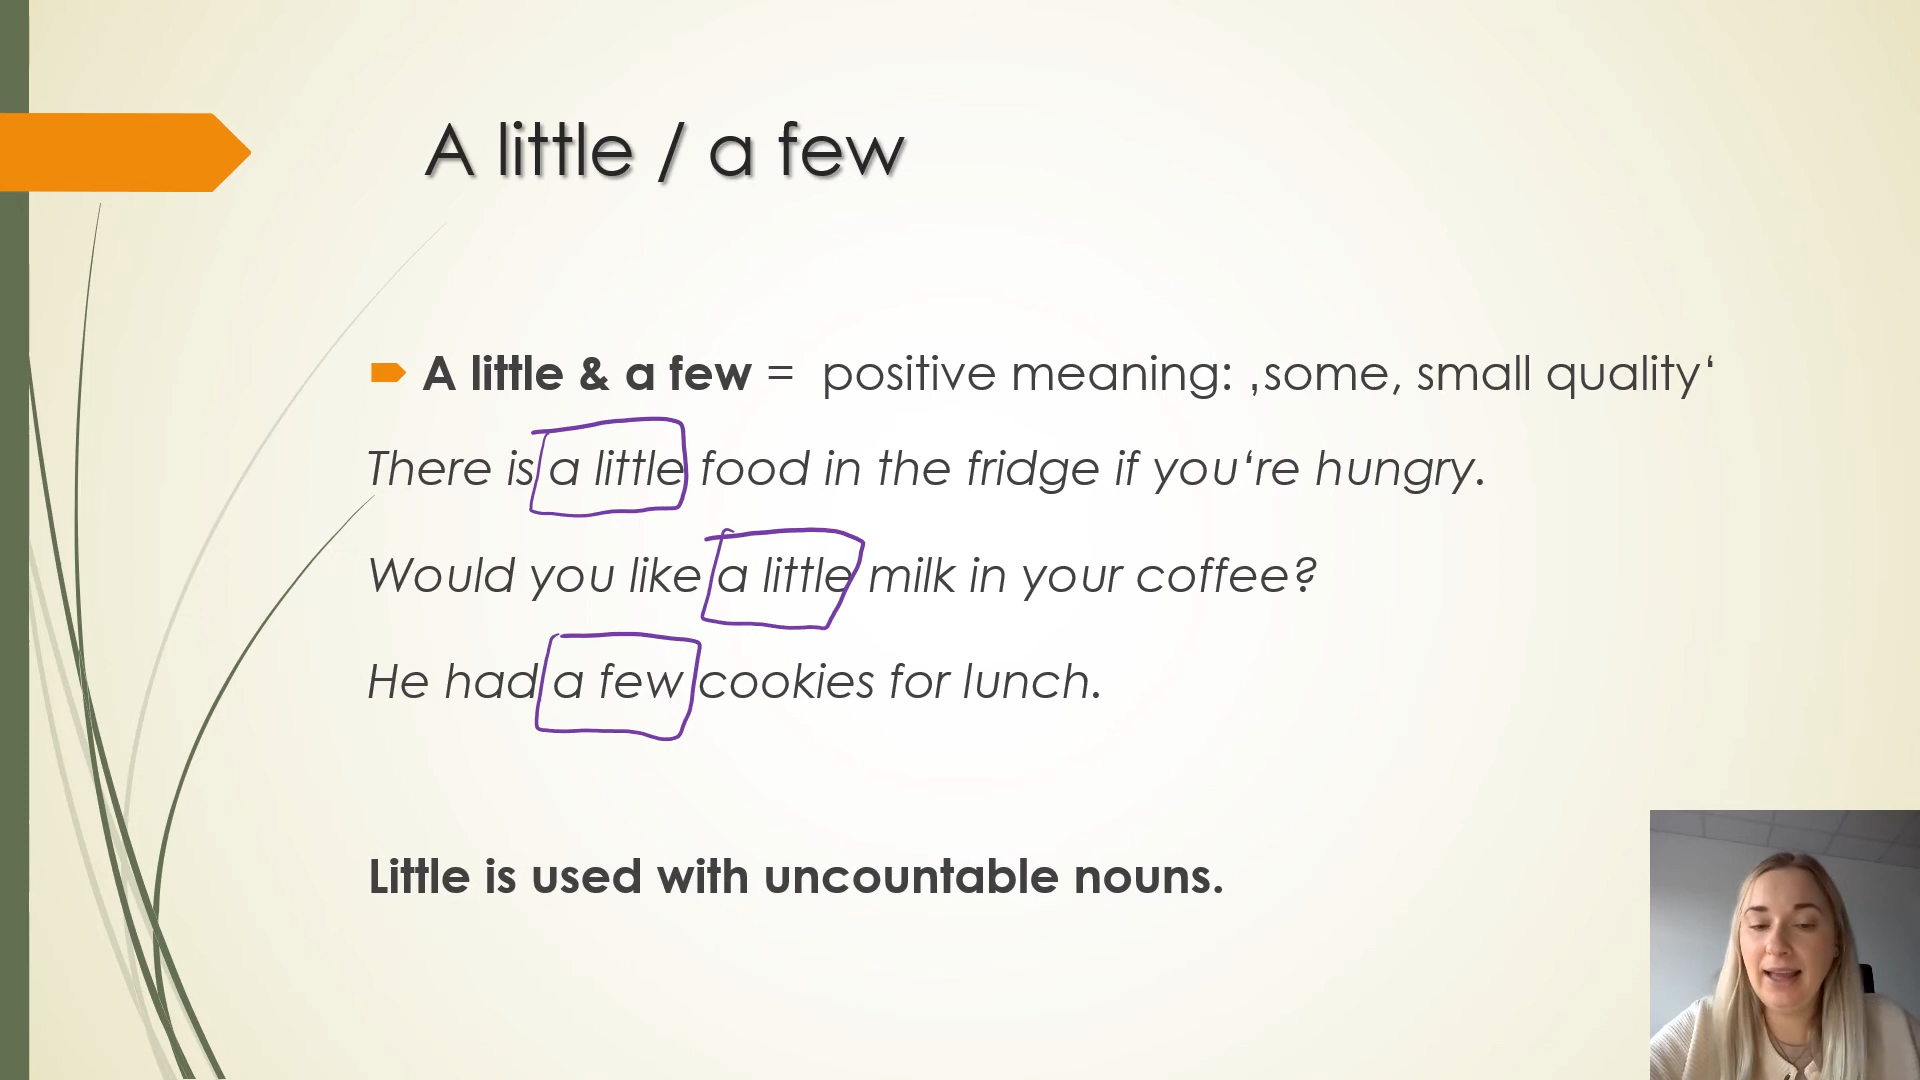 A little / a few
A little & a few = positive meaning: ‚some, small quality‘
There is a little food in the fridge if you‘re hungry.
Would you like a little milk in your coffee?
He had a few cookies for lunch.
Little is used with uncountable nouns.